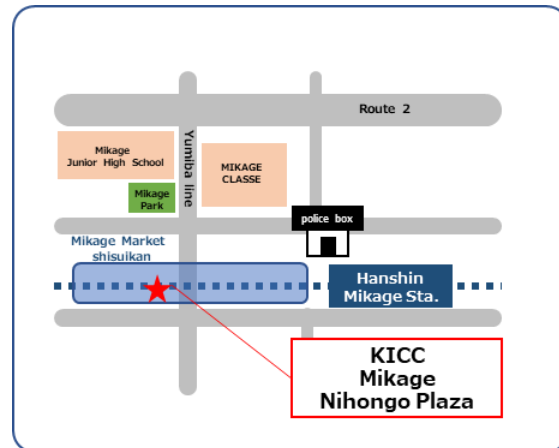 Route 2
Mikage
Junior High School
Yumiba line
MIKAGE
CLASSE
Mikage
Park
police box
Mikage Market
shisuikan
Hanshin
Mikage Sta.
KICC
Mikage
Nihongo Plaza